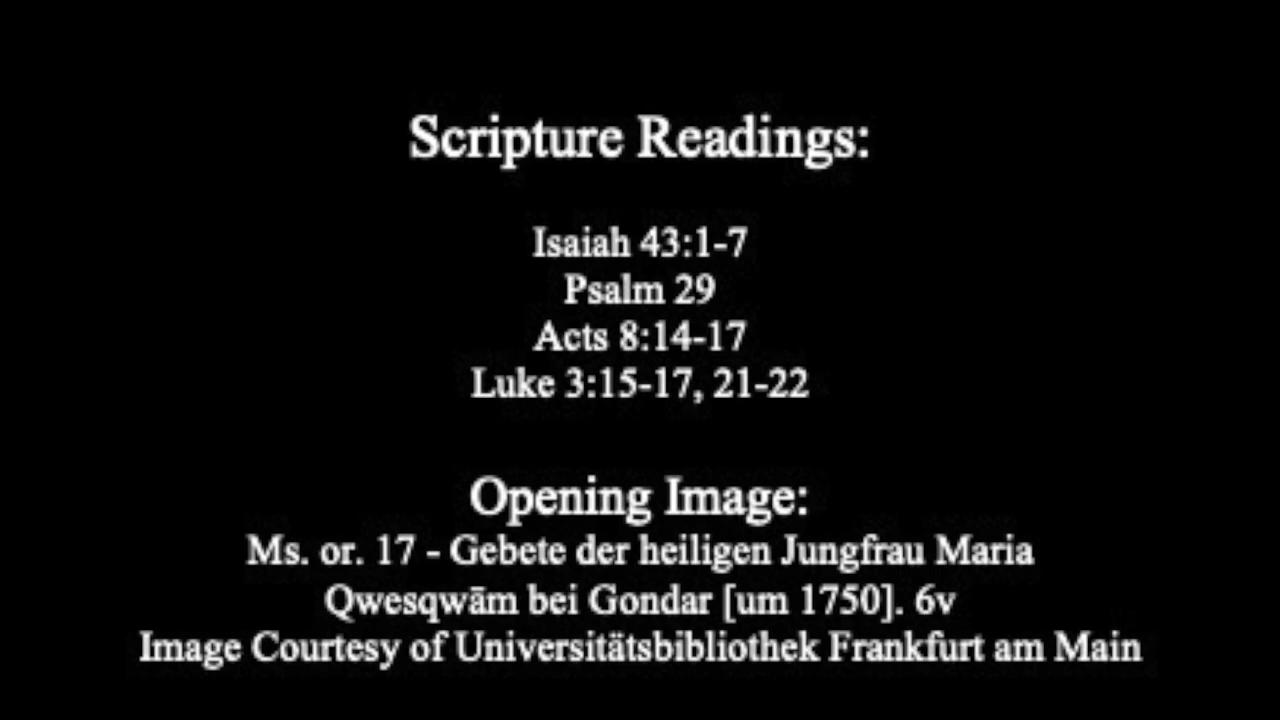 Scripture Readings:
Isaiah 43:1-7
Psalm 29
Acts 8:14-17
Luke 3:15-17, 21-22
Opening Image:
Ms. or. 17 - Gebete der heiligen Jungfrau Maria
Qwesqwām bei Gondar [um 1750]. 6v
Image Courtesy of Universitätsbibliothek Frankfurt am Main